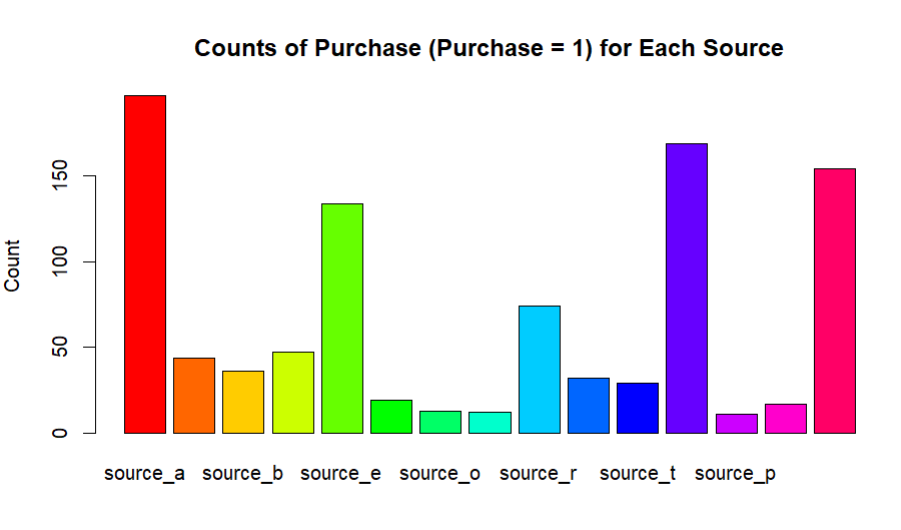 Counts of Purchase (Purchase = 1) for Each Source
Count
150
100
50
0
source_a source_b source_e source_o source_r source_t source_p